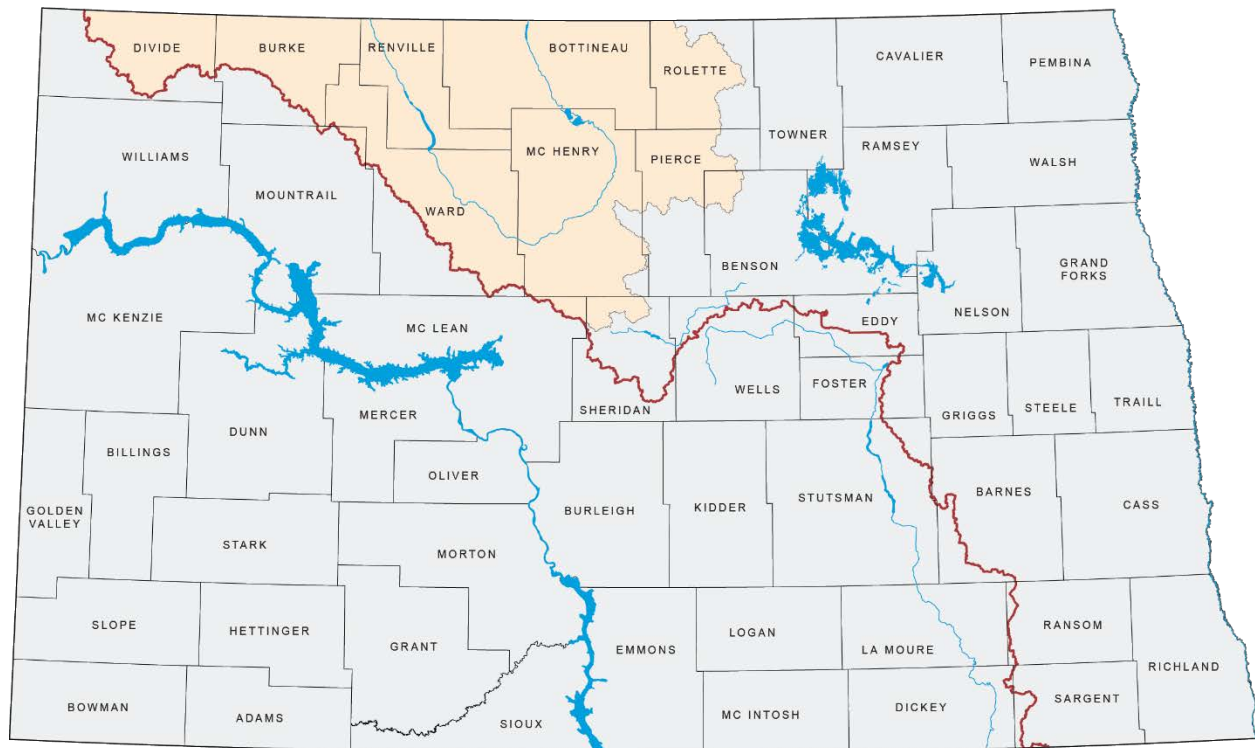 DIVIDE
BURKE
RENVILLE
BOTTINEAU
ROLETTE
CAVALIER
PEMBINA
TOWNER
RAMSEY
WALSH
WILLIAMS
MOUNTRAIL
WARD
MC HENRY
PIERCE
BENSON
NELSON
GRAND
FORKS
MC KENZIE
MC LEAN
EDDY
DUNN
MERCER
SHERIDAN
WELLS
FOSTER
GRIGGS
STEELE
TRAILL
BILLINGS
OLIVER
GOLDEN
VALLEY
STARK
MORTON
BURLEIGH
KIDDER
STUTSMAN
BARNES
CASS
SLOPE
HETTINGER
GRANT
EMMONS
LOGAN
LA MOURE
RANSOM
RICHLAND
BOWMAN
ADAMS
SIOUX
MC INTOSH
DICKEY
SARGENT